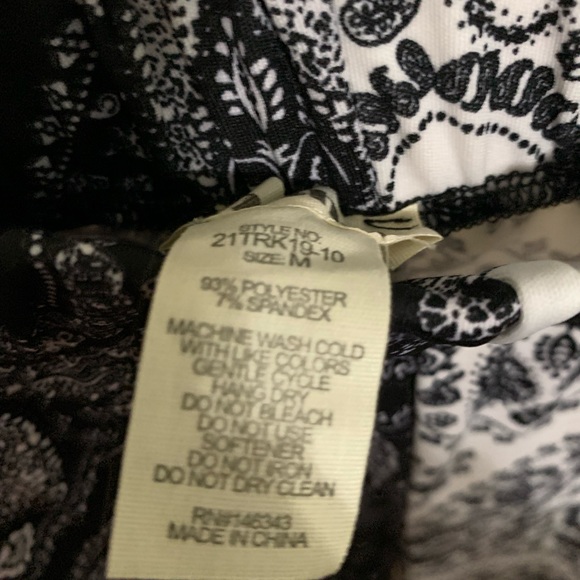 STYLE NO:
21TRK19-10
SIZE: M
93% POLYESTER
7% SPANDEX
MACHINE WASH COLD
WITH LIKE COLORS
GENTLE CYCLE
HANG DRY
DO NOT BLEACH
DO NOT USE
SOFTENER
DO NOT IRON
DO NOT DRY CLEAN
RN#146343
MADE IN CHINA